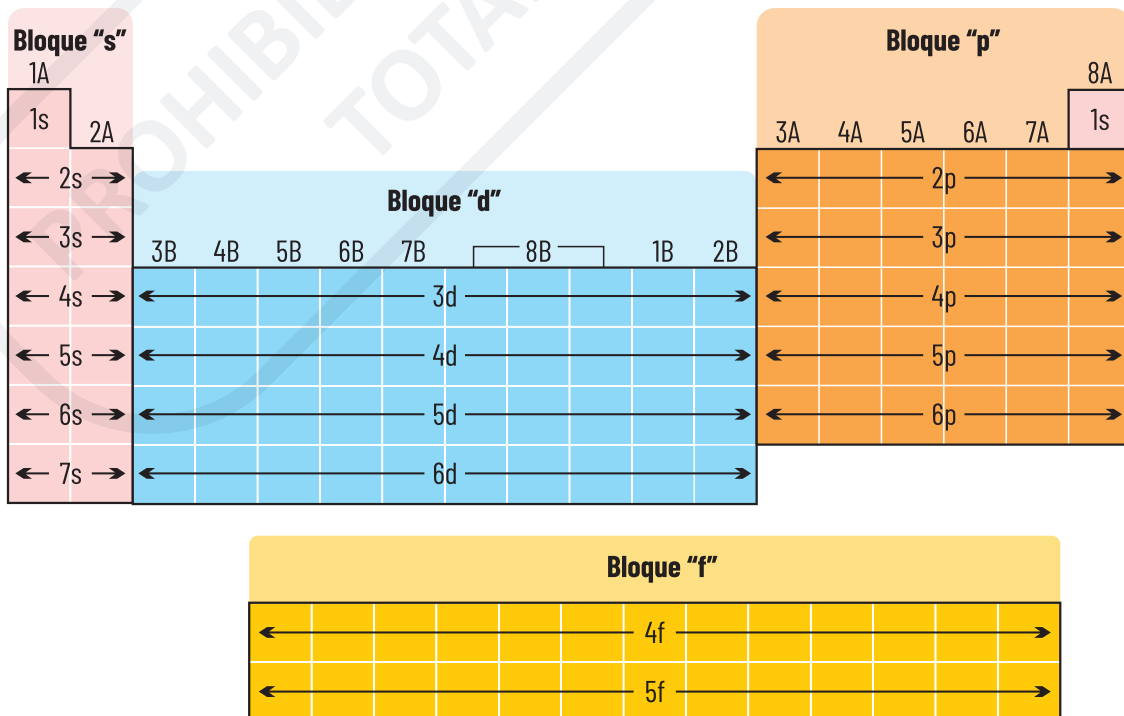 Bloque “s”
Bloque “p”
1A
8A
1s
1s
2A
3A 4A 5A 6A 7A
2s
2p
Bloque “d”
3s
3p
3B 4B 5B 6B 7B 8B 1B 2B
4s
3d
4p
5s
4d
5p
6s
5d
6p
7s
6d
Bloque “f”
4f
5f